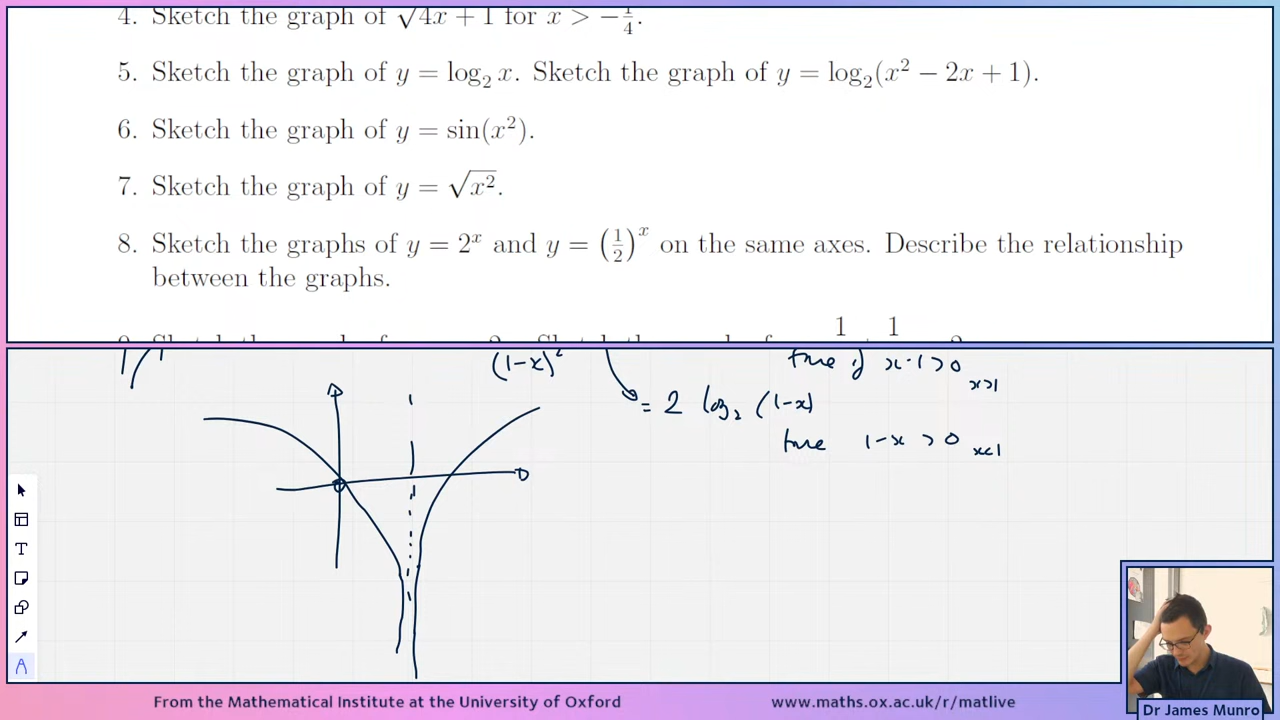 4. Sketch the graph of √4x + 1 for x > −1/4.
5. Sketch the graph of y = log₂ x. Sketch the graph of y = log₂(x² − 2x + 1).
6. Sketch the graph of y = sin(x²).
7. Sketch the graph of y = √x².
8. Sketch the graphs of y = 2ˣ and y = (1/2)ˣ on the same axes. Describe the relationship
between the graphs.
1 1
(1-x)²
true if x-1>0 x>1
= 2 log₂ (1-x)
true 1-x > 0 x<1
From the Mathematical Institute at the University of Oxford
www.maths.ox.ac.uk/r/matlive
Dr James Munro